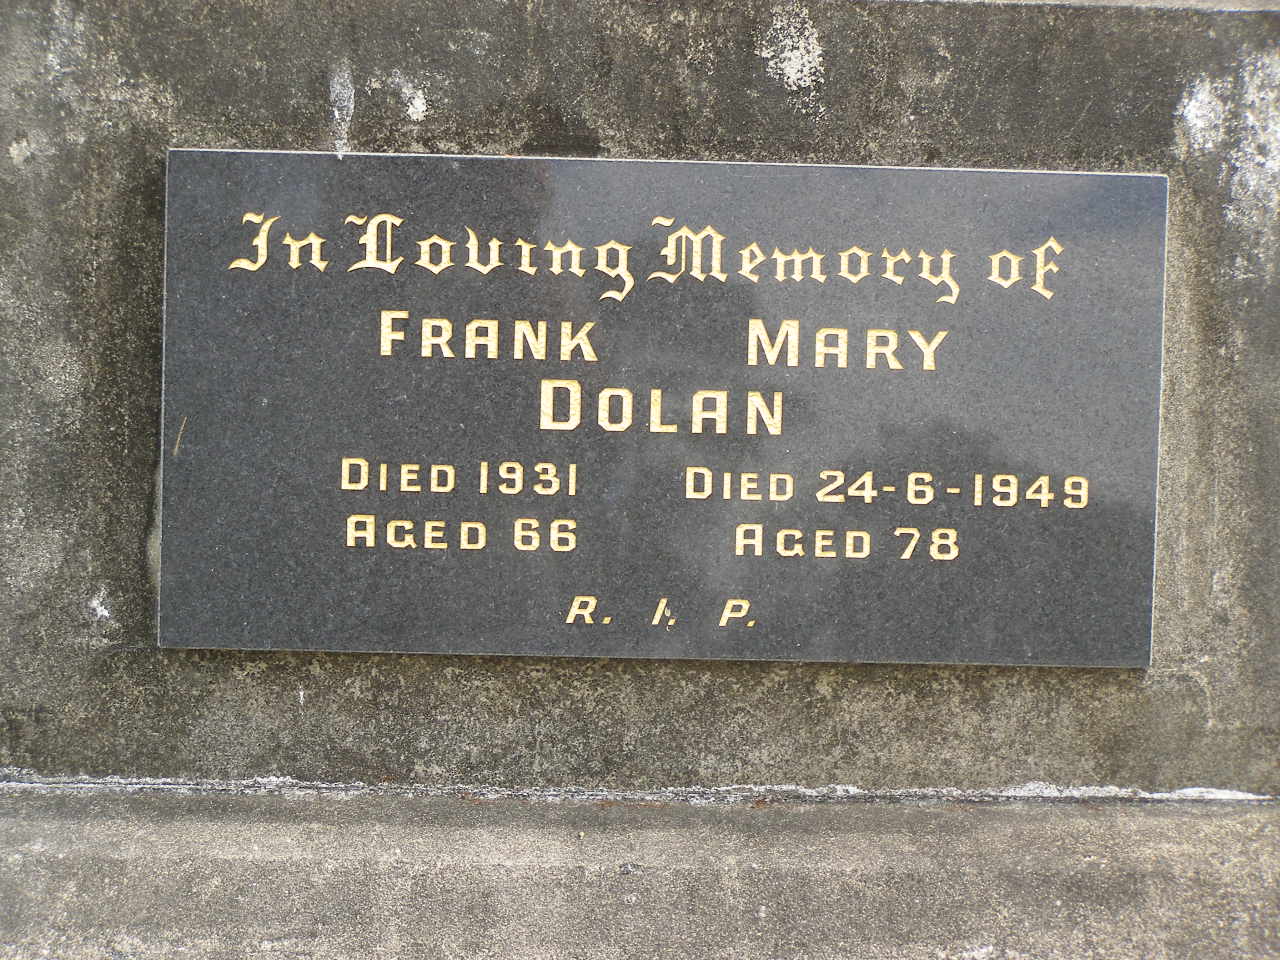 In Loving Memory of
FRANK MARY
DOLAN
DIED 1931 DIED 24-6-1949
AGED 66 AGED 78
R. I. P.